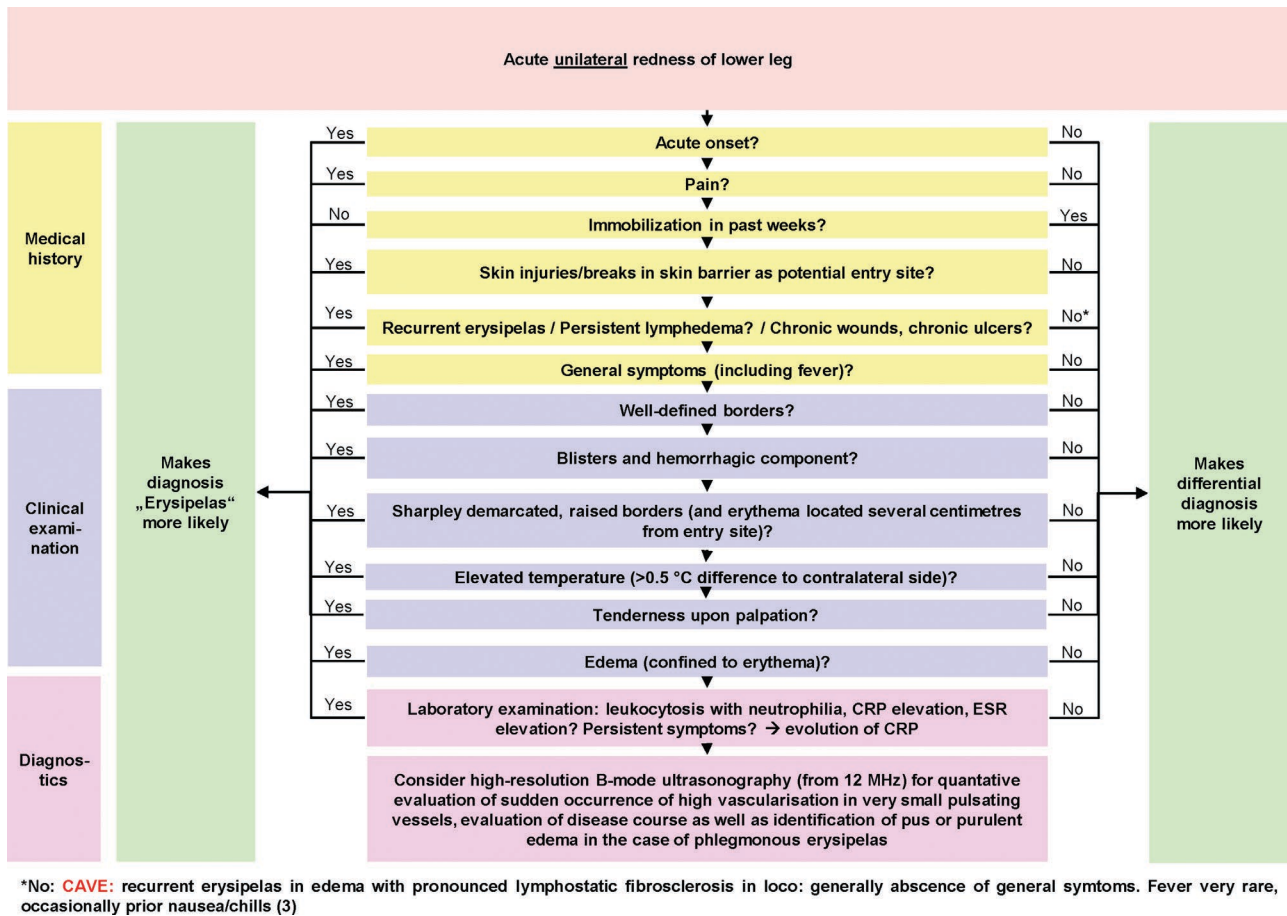 Acute unilateral redness of lower leg
Medical
history
Clinical
exami-
nation
Diagnos-
tics
Makes
diagnosis
„Erysipelas“
more likely
Yes
Acute onset?
No
Yes
Pain?
No
No
Immobilization in past weeks?
Yes
Yes
Skin injuries/breaks in skin barrier as potential entry site?
No
Yes
Recurrent erysipelas / Persistent lymphedema? / Chronic wounds, chronic ulcers?
No*
Yes
General symptoms (including fever)?
No
Yes
Well-defined borders?
No
Yes
Blisters and hemorrhagic component?
No
Yes
Sharpley demarcated, raised borders (and erythema located several centimetres
from entry site)?
No
Yes
Elevated temperature (>0.5 °C difference to contralateral side)?
No
Yes
Tenderness upon palpation?
No
Yes
Edema (confined to erythema)?
No
Yes
Laboratory examination: leukocytosis with neutrophilia, CRP elevation, ESR
elevation? Persistent symptoms? → evolution of CRP
No
Consider high-resolution B-mode ultrasonography (from 12 MHz) for quantative
evaluation of sudden occurrence of high vascularisation in very small pulsating
vessels, evaluation of disease course as well as identification of pus or purulent
edema in the case of phlegmonous erysipelas
Makes
differential
diagnosis
more likely
*No: CAVE: recurrent erysipelas in edema with pronounced lymphostatic fibrosclerosis in loco: generally abscence of general symtoms. Fever very rare,
occasionally prior nausea/chills (3)